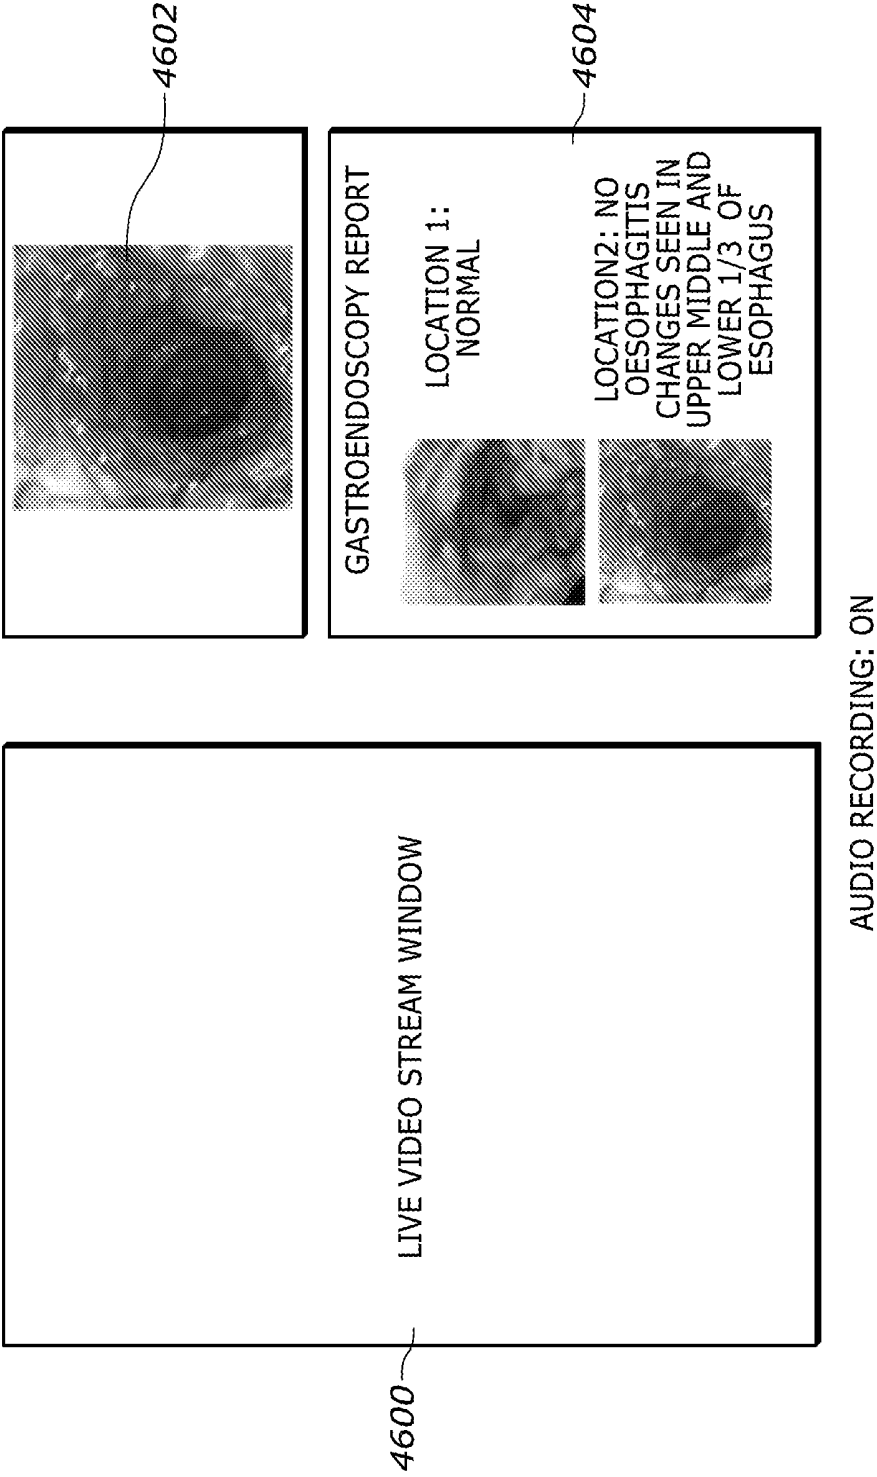 4600
LIVE VIDEO STREAM WINDOW
4602
GASTROENDOSCOPY REPORT
LOCATION 1:
NORMAL
LOCATION2: NO
OESOPHAGITIS
CHANGES SEEN IN
UPPER MIDDLE AND
LOWER 1/3 OF
ESOPHAGUS
4604
AUDIO RECORDING: ON